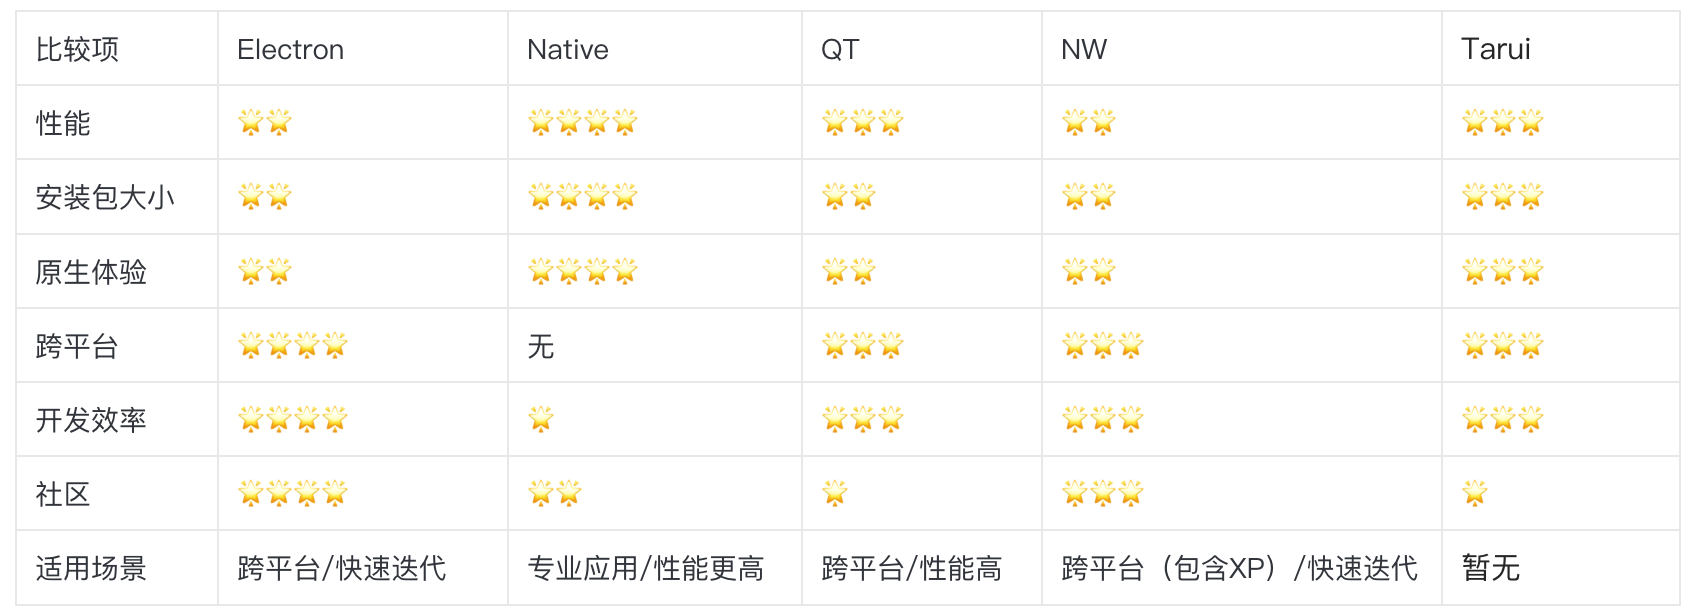 比较项 Electron Native QT NW Tarui
性能 🌟🌟 🌟🌟🌟🌟 🌟🌟🌟 🌟🌟 🌟🌟🌟
安装包大小 🌟🌟 🌟🌟🌟🌟 🌟🌟 🌟🌟 🌟🌟🌟
原生体验 🌟🌟 🌟🌟🌟🌟 🌟🌟 🌟🌟 🌟🌟🌟
跨平台 🌟🌟🌟🌟 无 🌟🌟🌟 🌟🌟🌟 🌟🌟🌟
开发效率 🌟🌟🌟🌟 🌟 🌟🌟🌟 🌟🌟🌟 🌟🌟🌟
社区 🌟🌟🌟🌟 🌟🌟 🌟 🌟🌟🌟 🌟
适用场景 跨平台/快速迭代 专业应用/性能更高 跨平台/性能高 跨平台（包含XP）/快速迭代 暂无